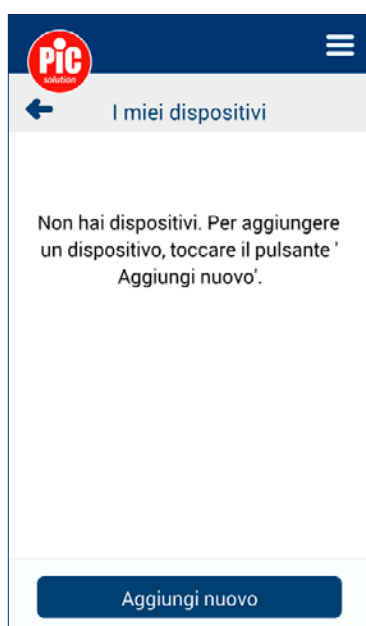 PiC
solution
I miei dispositivi
Non hai dispositivi. Per aggiungere
un dispositivo, toccare il pulsante '
Aggiungi nuovo'.
Aggiungi nuovo